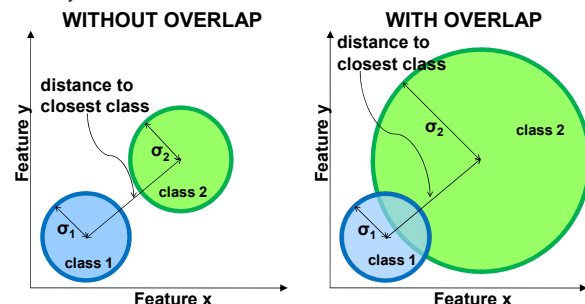 WITHOUT OVERLAP
Feature y
distance to
closest class
σ2
class 2
σ1
class 1
Feature x
WITH OVERLAP
Feature y
distance to
closest class
σ2
class 2
σ1
class 1
Feature x